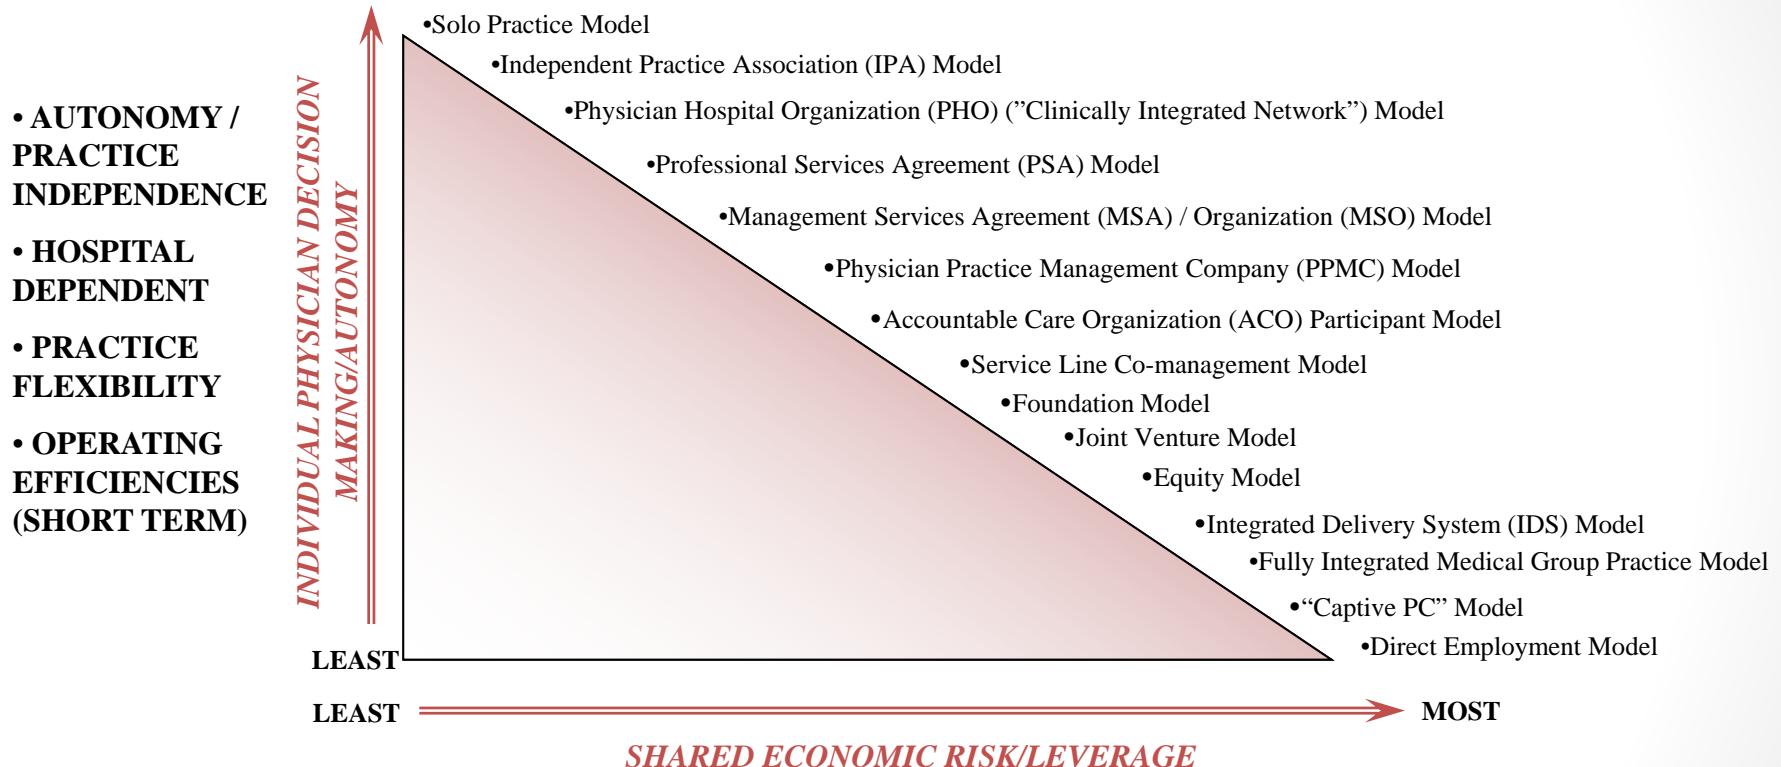 •Solo Practice Model
•Independent Practice Association (IPA) Model
•Physician Hospital Organization (PHO) (”Clinically Integrated Network”) Model
•Professional Services Agreement (PSA) Model
•Management Services Agreement (MSA) / Organization (MSO) Model
•Physician Practice Management Company (PPMC) Model
•Accountable Care Organization (ACO) Participant Model
•Service Line Co-management Model
•Foundation Model
•Joint Venture Model
•Equity Model
•Integrated Delivery System (IDS) Model
•Fully Integrated Medical Group Practice Model
•“Captive PC” Model
•Direct Employment Model
• AUTONOMY /
PRACTICE
INDEPENDENCE
• HOSPITAL
DEPENDENT
• PRACTICE
FLEXIBILITY
• OPERATING
EFFICIENCIES
(SHORT TERM)
INDIVIDUAL PHYSICIAN DECISION
MAKING/AUTONOMY
LEAST
LEAST
MOST
SHARED ECONOMIC RISK/LEVERAGE